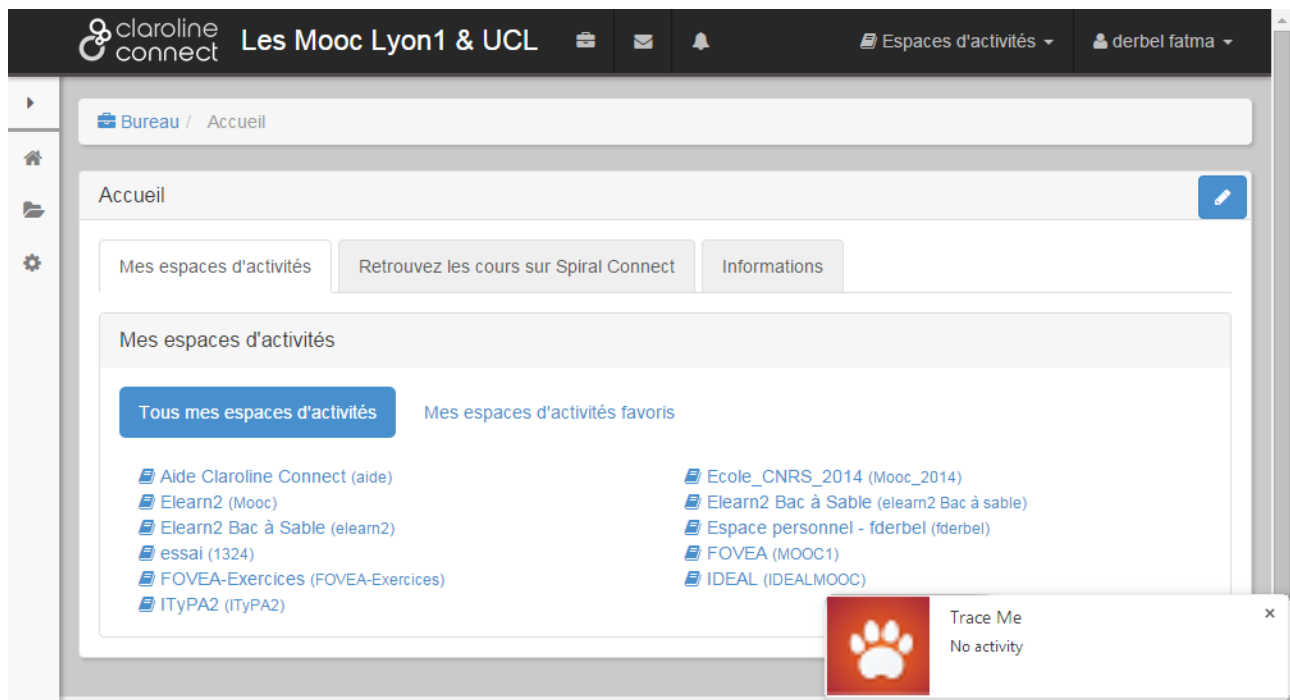 claroline connect Les Mooc Lyon1 & UCL Espaces d'activités derbel fatma
Bureau / Accueil
Accueil
Mes espaces d'activités Retrouvez les cours sur Spiral Connect Informations
Mes espaces d'activités
Tous mes espaces d'activités Mes espaces d'activités favoris
Aide Claroline Connect (aide) Ecole_CNRS_2014 (Mooc_2014)
Elearn2 (Mooc) Elearn2 Bac à Sable (elearn2 Bac à sable)
Elearn2 Bac à Sable (elearn2) Espace personnel - fderbel (fderbel)
essai (1324) FOVEA (MOOC1)
FOVEA-Exercices (FOVEA-Exercices) IDEAL (IDEALMOOC)
ITyPA2 (ITyPA2)
Trace Me ×
No activity